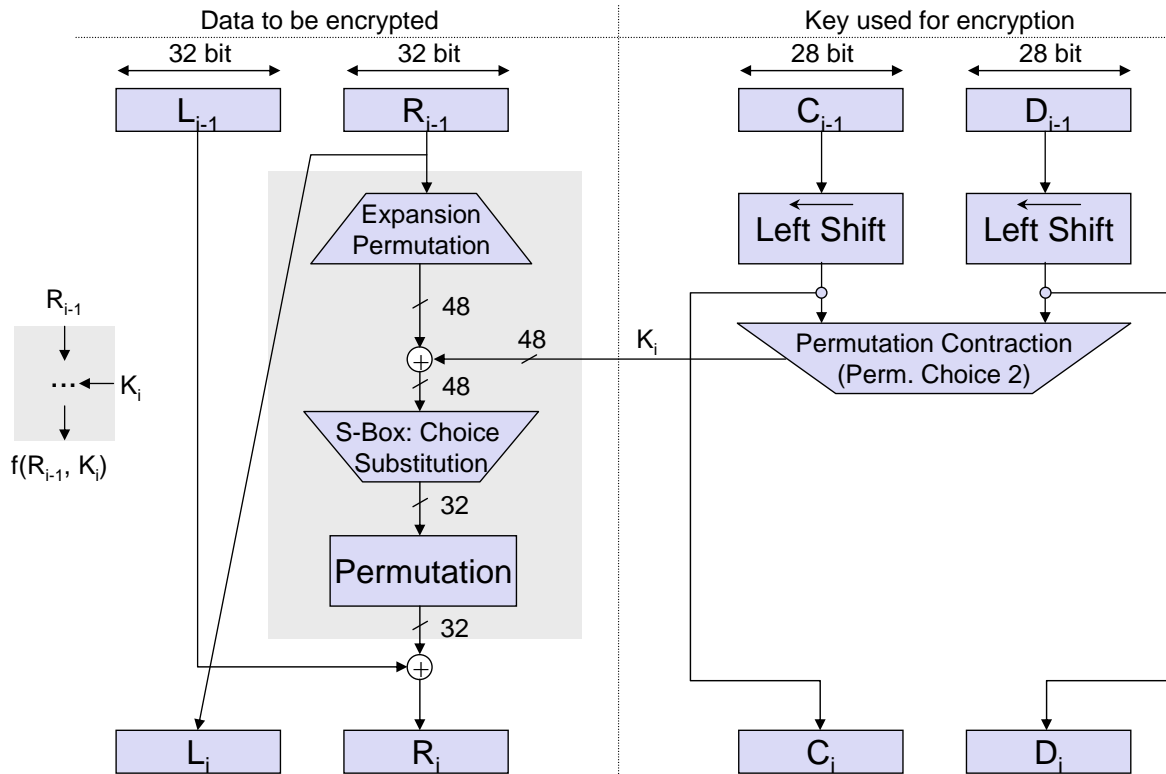 Data to be encrypted
Key used for encryption
32 bit
32 bit
28 bit
28 bit
L_{i-1}
R_{i-1}
C_{i-1}
D_{i-1}
Expansion
Permutation
Left Shift
Left Shift
48
R_{i-1}
...
K_i
f(R_{i-1}, K_i)
+
48
K_i
Permutation Contraction
(Perm. Choice 2)
48
S-Box: Choice
Substitution
32
Permutation
32
+
L_i
R_i
C_i
D_i